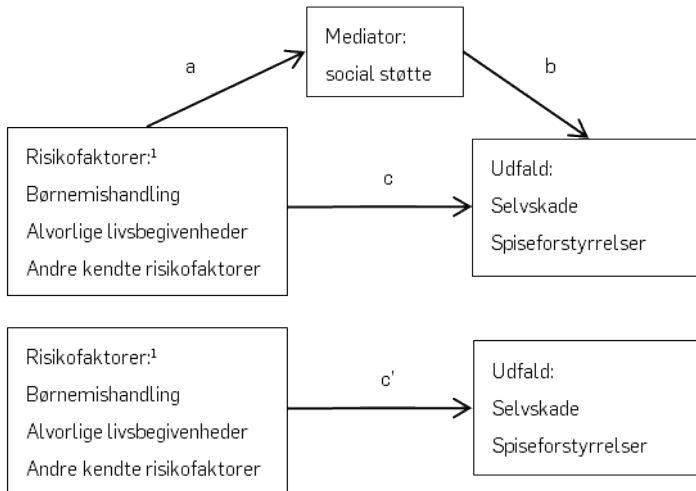 Mediator:
social støtte
a
b
Risikofaktorer:¹
Børnemishandling
Alvorlige livsbegivenheder
Andre kendte risikofaktorer
c
Udfald:
Selvskade
Spiseforstyrrelser
Risikofaktorer:¹
Børnemishandling
Alvorlige livsbegivenheder
Andre kendte risikofaktorer
c'
Udfald:
Selvskade
Spiseforstyrrelser